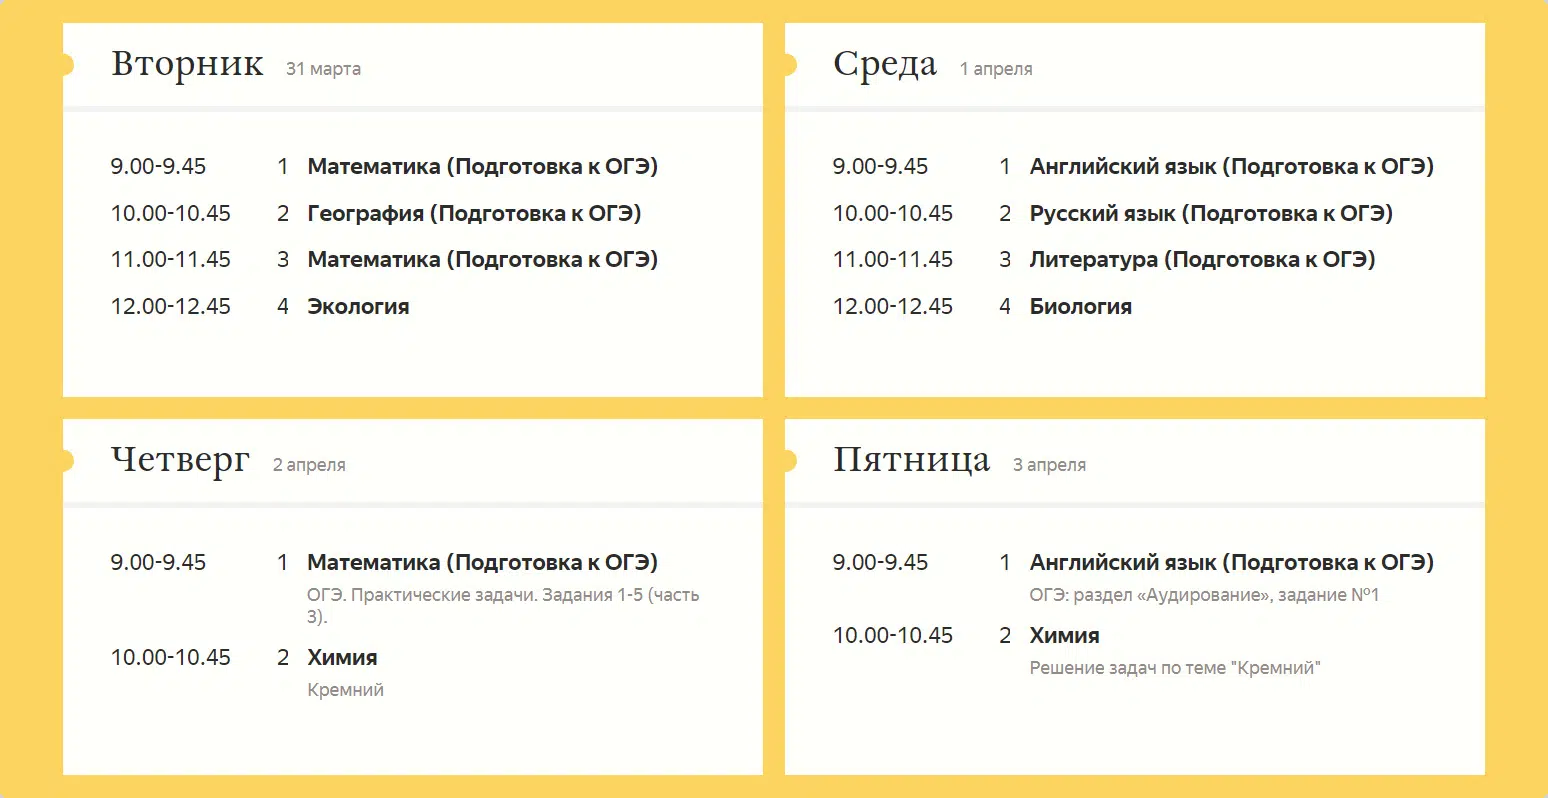 Вторник 31 марта
9.00-9.45 1 Математика (Подготовка к ОГЭ)
10.00-10.45 2 География (Подготовка к ОГЭ)
11.00-11.45 3 Математика (Подготовка к ОГЭ)
12.00-12.45 4 Экология
Среда 1 апреля
9.00-9.45 1 Английский язык (Подготовка к ОГЭ)
10.00-10.45 2 Русский язык (Подготовка к ОГЭ)
11.00-11.45 3 Литература (Подготовка к ОГЭ)
12.00-12.45 4 Биология
Четверг 2 апреля
9.00-9.45 1 Математика (Подготовка к ОГЭ)
ОГЭ. Практические задачи. Задания 1-5 (часть
3).
10.00-10.45 2 Химия
Кремний
Пятница 3 апреля
9.00-9.45 1 Английский язык (Подготовка к ОГЭ)
ОГЭ: раздел «Аудирование», задание №1
10.00-10.45 2 Химия
Решение задач по теме "Кремний"